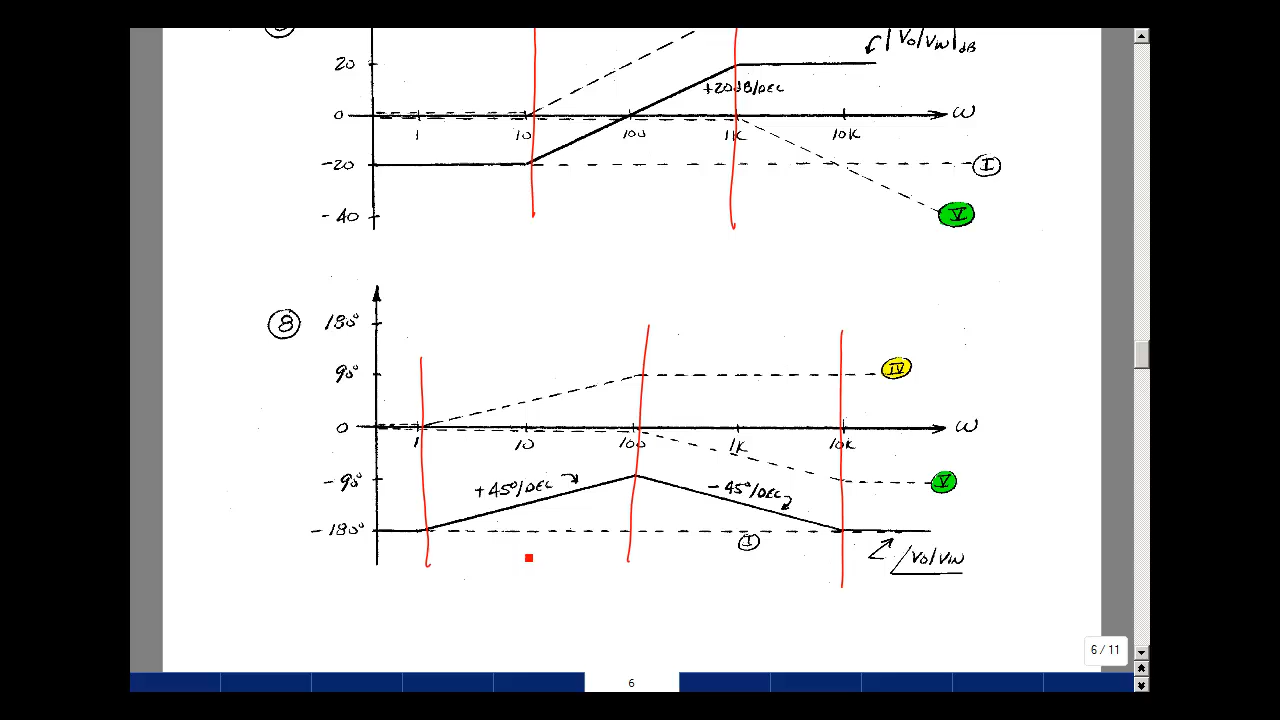 |Vo/VIN|dB
20
+20dB/DEC
0
ω
1
10
100
1K
10K
-20
I
-40
V
8
180°
90°
IV
0
ω
1
10
100
1K
10K
-90°
+45°/DEC
-45°/DEC
V
-180°
I
/Vo/VIN
6 / 11
6